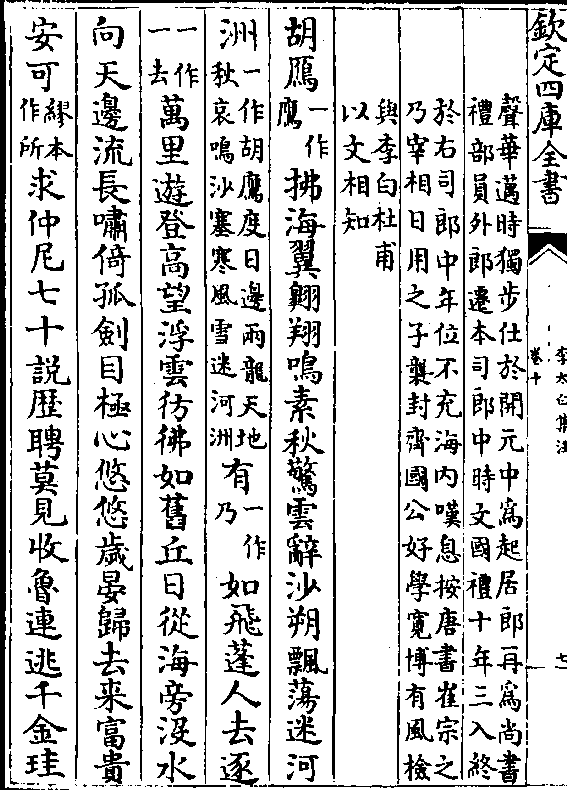 欽定四庫全書
李太白集注
卷十
聲華邁時獨步仕於開元中爲起居郎再爲尚書
禮部員外郎遷本司郎中時文國禮十年三入終
於右司郎中年位不充海內嘆息按唐書崔宗之
乃宰相日用之子襲封齊國公好學寛博有風檢
與李白杜甫
以文相知
胡鴈一作鷹拂海翼翺翔鳴素秋驚雲辭沙朔飄蕩迷河
洲一作胡鷹度日邊兩龍天地秋哀鳴沙塞寒風雪迷河洲有一作乃如飛蓬人去逐
一一作去萬里遊登高望浮雲彷彿如舊丘日從海旁没水
向天邊流長嘯倚孤劍目極心悠悠歲晏歸去来富貴
安可繆本作所求仲尼七十説歴聘莫見收魯連逃千金珪